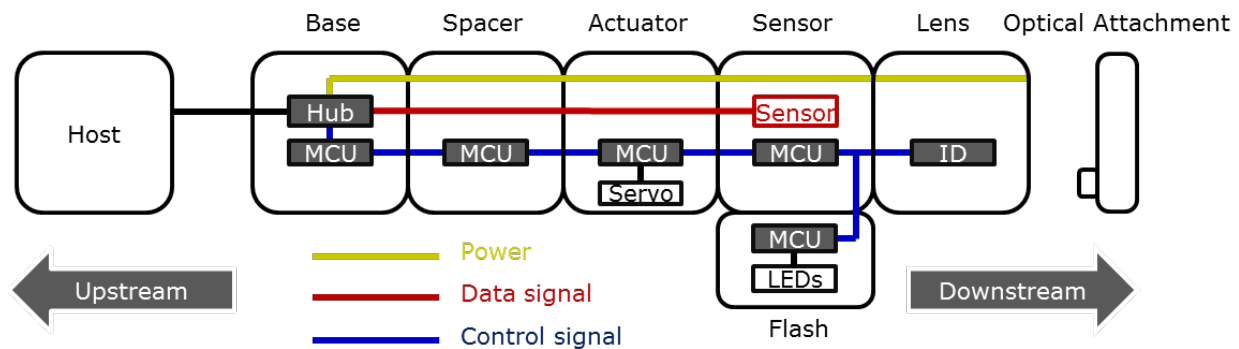 Base
Spacer
Actuator
Sensor
Lens
Optical Attachment
Host
Hub
Sensor
MCU
MCU
MCU
MCU
ID
Servo
MCU
LEDs
Flash
Power
Data signal
Control signal
Upstream
Downstream